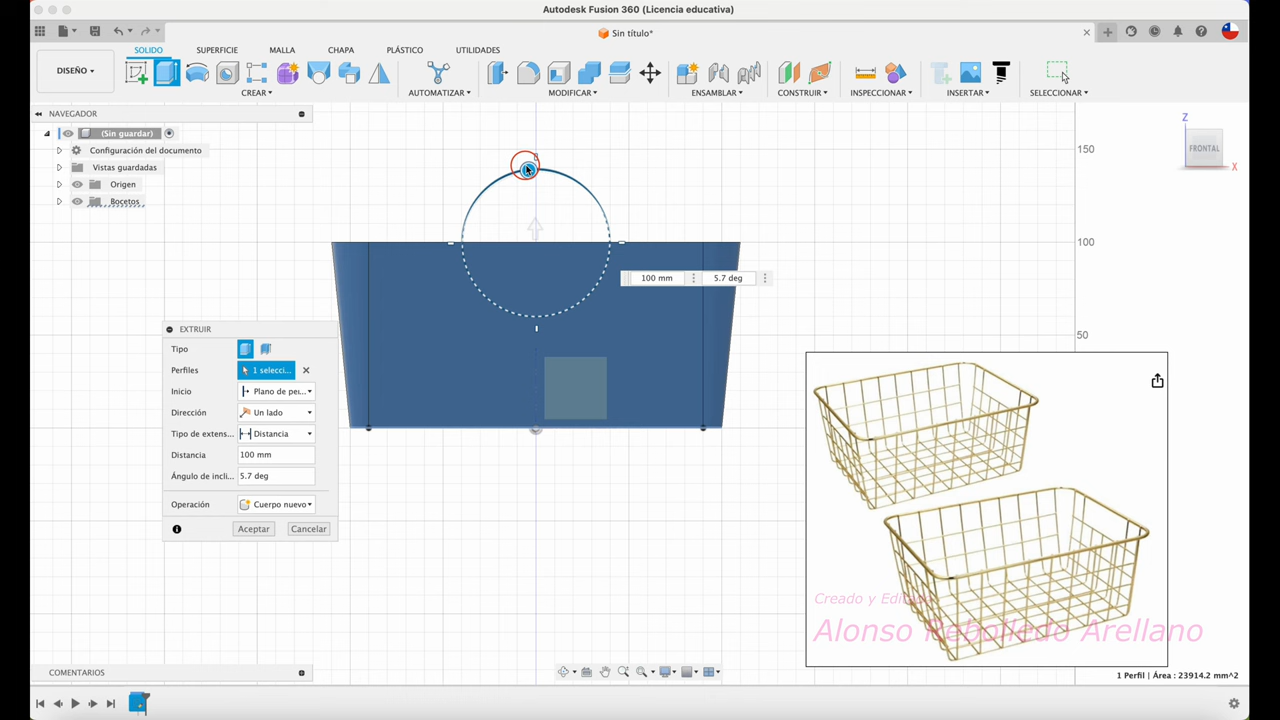 Autodesk Fusion 360 (Licencia educativa)
Sin título*
DISEÑO
SOLIDO
SUPERFICIE
MALLA
CHAPA
PLÁSTICO
UTILIDADES
CREAR
AUTOMATIZAR
MODIFICAR
ENSAMBLAR
CONSTRUIR
INSPECCIONAR
INSERTAR
SELECCIONAR
NAVEGADOR
(Sin guardar)
Configuración del documento
Vistas guardadas
Origen
Bocetos
Z
FRONTAL
X
150
100
50
100 mm
5.7 deg
EXTRUIR
Tipo
Perfiles
1 selecci...
Inicio
Plano de pe...
Dirección
Un lado
Tipo de extens...
Distancia
Distancia
100 mm
Ángulo de incli...
5.7 deg
Operación
Cuerpo nuevo
Aceptar
Cancelar
Alonso Rebolledo Arellano
Creado y Edi
COMENTARIOS
1 Perfil | Área : 23914.2 mm^2